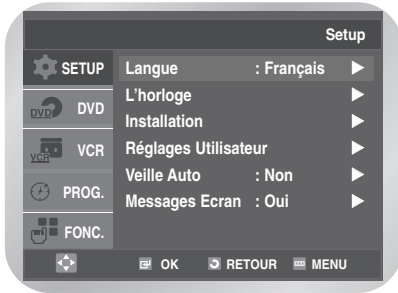 Setup
SETUP
Langue : Français
L'horloge
DVD DVD
Installation
VCR VCR
Réglages Utilisateur
Veille Auto : Non
PROG.
Messages Ecran : Oui
FONC.
OK RETOUR MENU